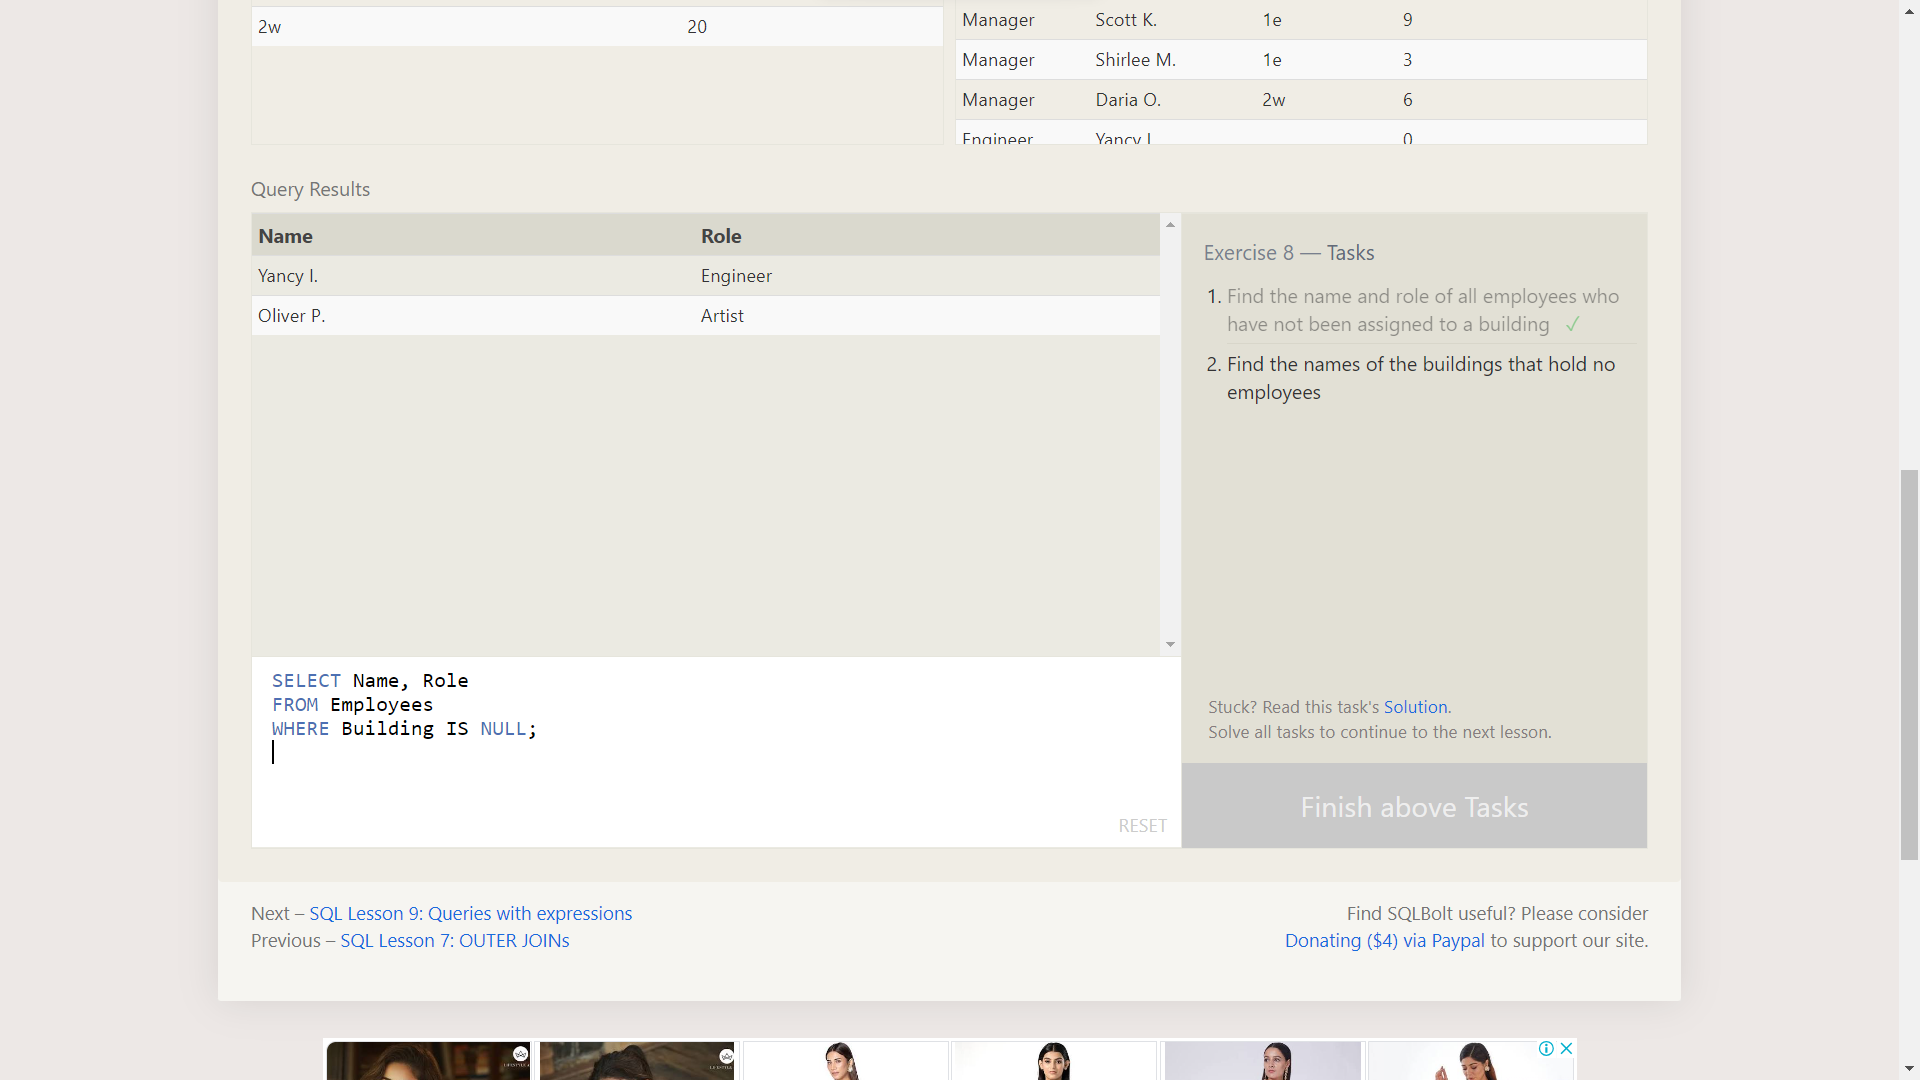 2w 20
Manager Scott K. 1e 9
Manager Shirlee M. 1e 3
Manager Daria O. 2w 6
Engineer Yancy I. 0
Query Results
Name Role
Yancy I. Engineer
Oliver P. Artist
Exercise 8 — Tasks
1. Find the name and role of all employees who
have not been assigned to a building ✓
2. Find the names of the buildings that hold no
employees
SELECT Name, Role
FROM Employees
WHERE Building IS NULL;
RESET
Stuck? Read this task's Solution.
Solve all tasks to continue to the next lesson.
Finish above Tasks
Next – SQL Lesson 9: Queries with expressions
Previous – SQL Lesson 7: OUTER JOINs
Find SQLBolt useful? Please consider
Donating ($4) via Paypal to support our site.